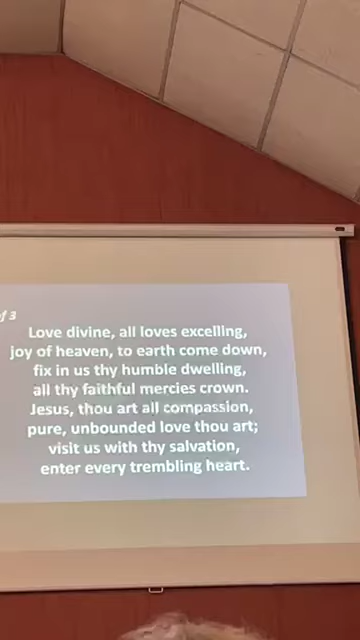 of 3
Love divine, all loves excelling,
joy of heaven, to earth come down,
fix in us thy humble dwelling,
all thy faithful mercies crown.
Jesus, thou art all compassion,
pure, unbounded love thou art;
visit us with thy salvation,
enter every trembling heart.